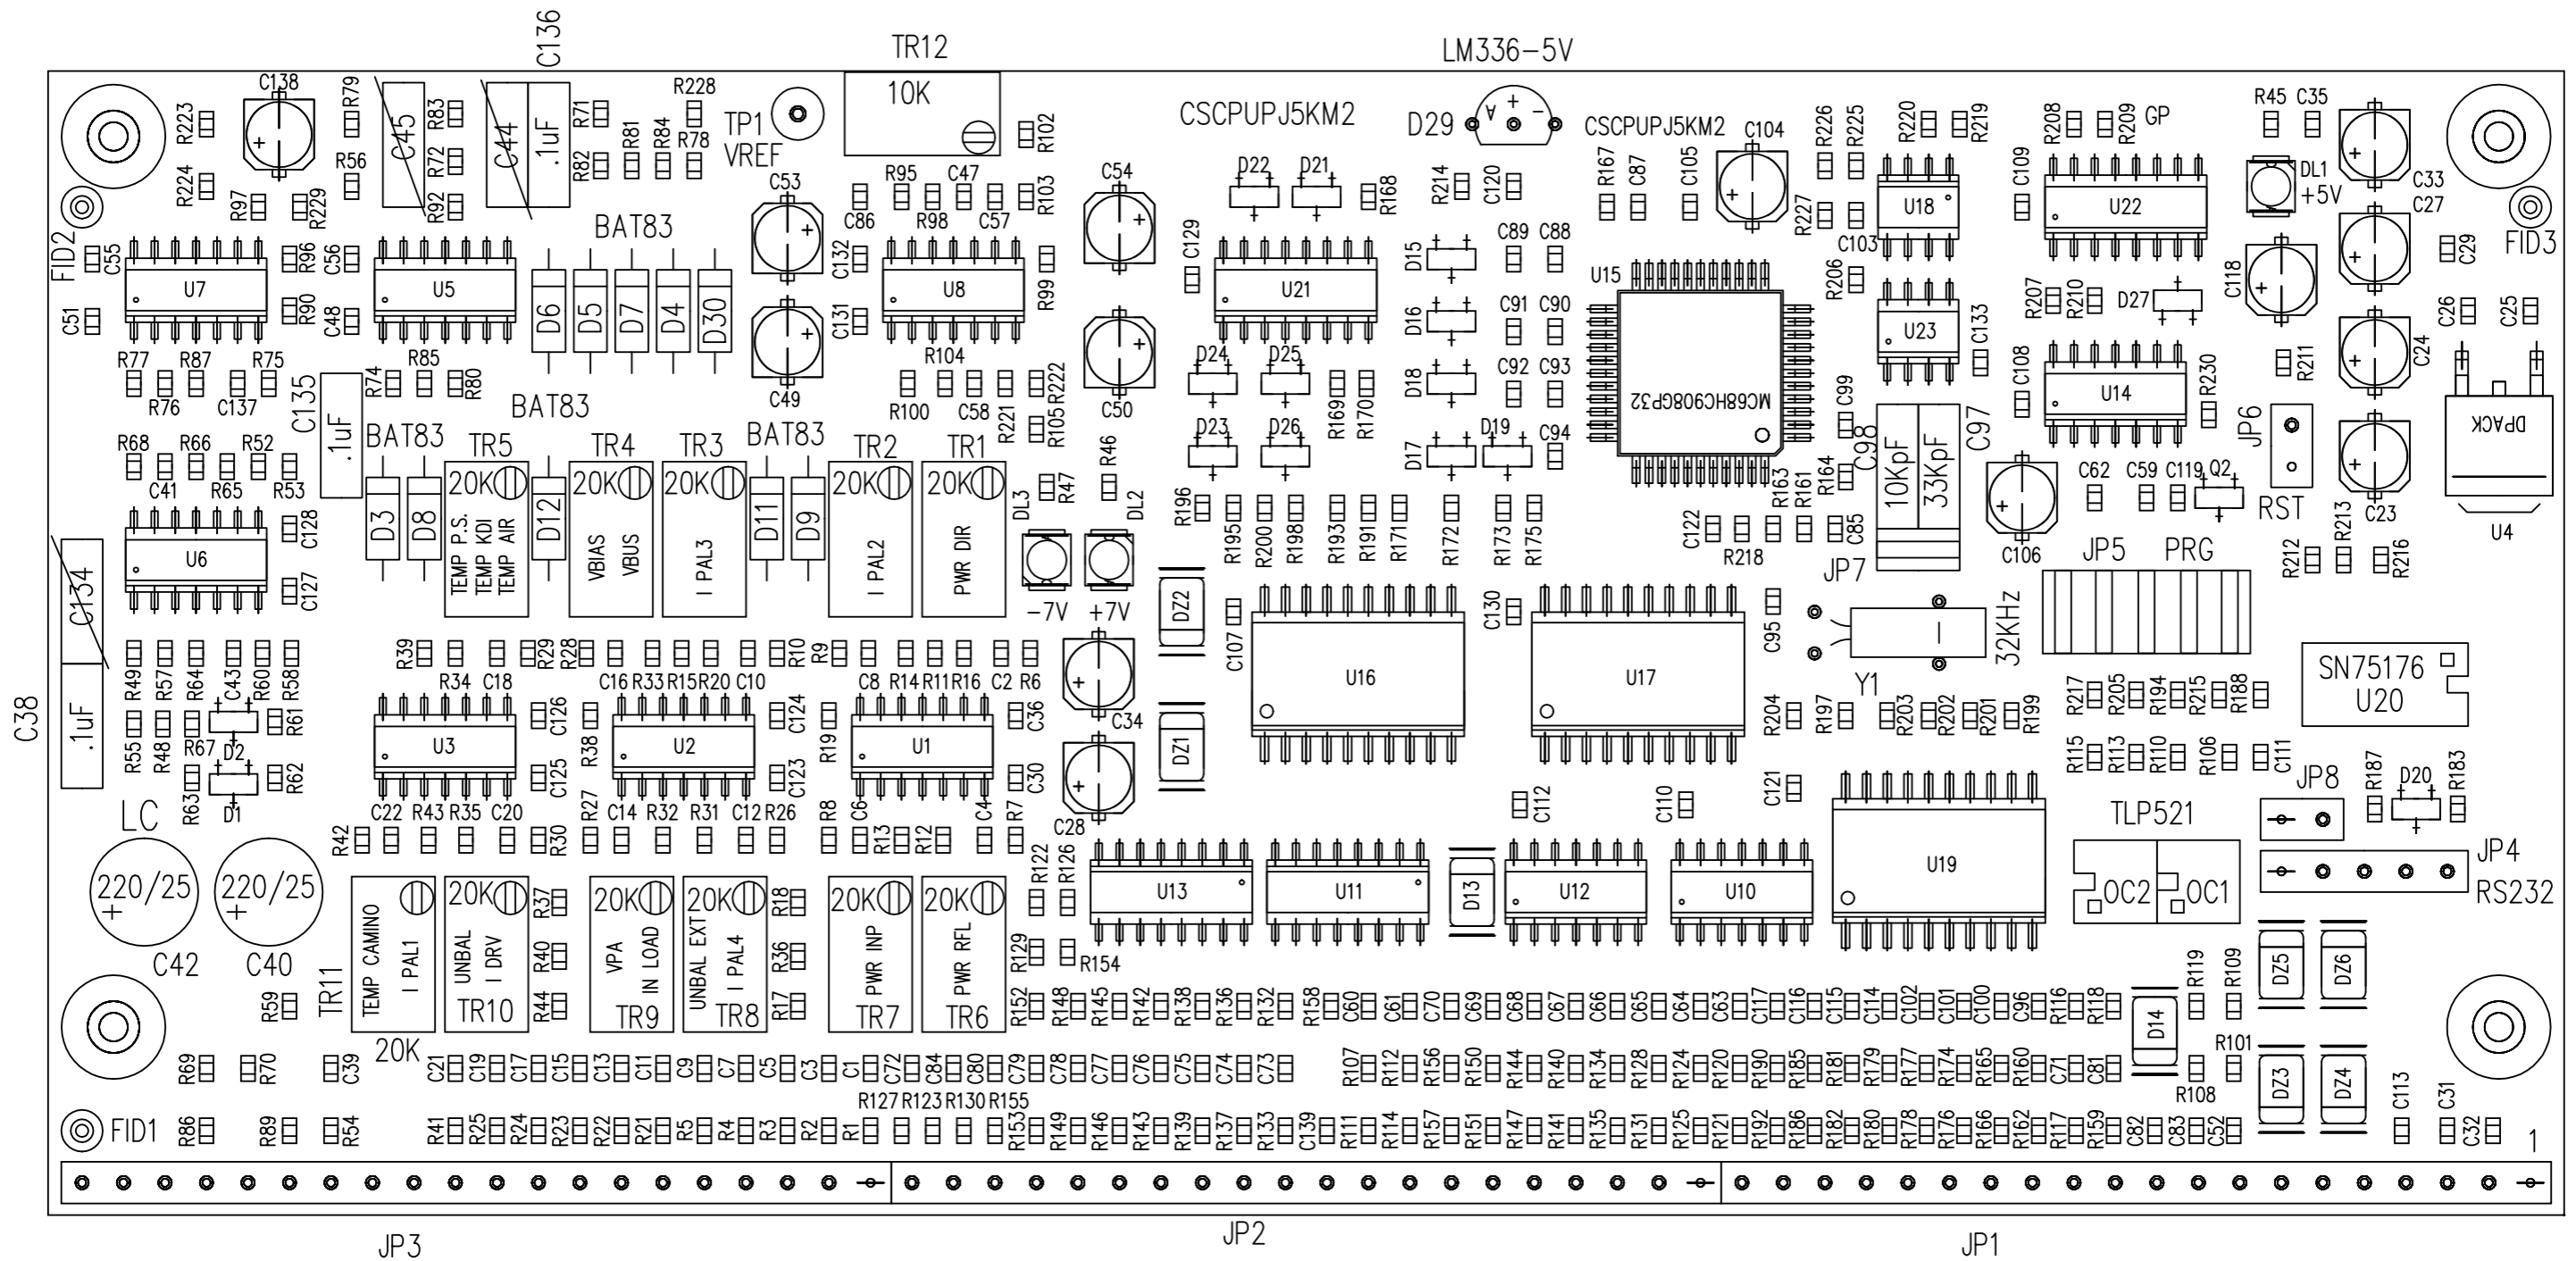 C136
TR12
LM336-5V
C138
R79
R223
C45
R83
C44
.1uF
R71
R81
R84
R228
R78
TP1
VREF
10K
R102
CSCPUPJ5KM2
D29
A + -
CSCPUPJ5KM2
C104
R226
R225
R220
R219
R208
R209
GP
R45
C35
R224
R56
R72
R82
R97
R229
R92
C53
R95
C47
C86
R98
C57
R103
C54
D22
D21
R168
R214
C120
R167
C87
C105
R227
C103
U18
C109
U22
DL1
+5V
C33
C27
FID2
C55
R96
C56
BAT83
C132
R99
C129
D15
C89
C88
U15
R206
C118
C29
FID3
U7
U5
D6
D5
D7
D4
D30
U8
U21
C51
R90
C48
C131
D16
C91
C90
U23
C133
R207
R210
D27
C26
C25
R77
R87
R75
R85
C49
R104
C50
D24
D25
D18
C92
C93
MC68HC908GP32
C99
C108
U14
R230
R211
C24
R76
C137
C135
.1uF
R74
R80
BAT83
R100
C58
R221
R222
R105
R169
R170
DPACK
R68
R66
R52
BAT83
TR5
TR4
TR3
BAT83
TR2
TR1
R46
D23
D26
D17
D19
C94
C98
10KpF
33KpF
C97
JP6
C41
R65
R53
20K
20K
20K
20K
20K
R47
R196
R163
R161
R164
C62
C59
C119
Q2
RST
C23
U4
C128
D3
D8
TEMP P.S.
TEMP KDI
TEMP AIR
D12
VBIAS
VBUS
I PAL3
D11
D9
I PAL2
PWR DIR
DL3
DL2
R195
R200
R198
R193
R191
R171
R172
R173
R175
C122
R218
C85
JP7
C106
JP5
PRG
R212
R213
R216
U6
C127
C134
-7V
+7V
DZ2
C107
C130
C95
32KHz
R49
R57
R64
C43
R60
R58
R39
R34
C18
R29
R28
C16
R33
R15
R20
C10
R10
R9
C8
R14
R11
R16
C2
R6
U16
U17
Y1
SN75176
U20
C38
.1uF
R55
R48
R67
D2
R61
U3
C126
R38
U2
C124
R19
U1
C36
C34
DZ1
R204
R197
R203
R202
R201
R199
R217
R205
R194
R215
R188
R63
D1
R62
C125
C123
C30
C121
R115
R113
R110
R106
C111
JP8
R187
D20
R183
LC
C22
R43
R35
C20
R27
C14
R32
R31
C12
R26
R8
C6
C4
R7
C28
C112
C110
TLP521
R42
R30
R13
R12
R122
R126
JP4
RS232
220/25
+
220/25
+
C42
C40
TR11
TEMP CAMINO
I PAL1
20K
20K
UNBAL
I DRV
TR10
R37
R40
R44
20K
VPA
IN LOAD
TR9
20K
UNBAL EXT
I PAL4
TR8
R18
R36
R17
20K
PWR INP
TR7
20K
PWR RFL
TR6
R129
R154
U13
U11
D13
U12
U10
U19
OC2
OC1
DZ5
DZ6
R59
R152
R148
R145
R142
R138
R136
R132
R158
C60
C61
C70
C69
C68
C67
C66
C65
C64
C63
C117
C116
C115
C114
C102
C101
C100
C96
R116
R118
D14
R119
R109
R69
R70
C39
C21
C19
C17
C15
C13
C11
C9
C7
C5
C3
C1
C72
C84
C80
C79
C78
C77
C76
C75
C74
C73
R107
R112
R156
R150
R144
R140
R134
R128
R124
R120
R190
R185
R181
R179
R177
R174
R165
R160
C71
C81
R101
R108
DZ3
DZ4
C113
C31
FID1
R86
R89
R54
R41
R25
R24
R23
R22
R21
R5
R4
R3
R2
R1
R127
R123
R130
R155
R153
R149
R146
R143
R139
R137
R133
C139
R111
R114
R157
R151
R147
R141
R135
R131
R125
R121
R192
R186
R182
R180
R178
R176
R166
R162
R117
R159
C82
C83
C52
C32
1
JP3
JP2
JP1